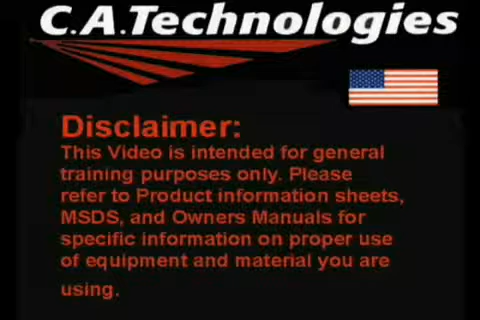 C.A.Technologies
Disclaimer:
This Video is intended for general
training purposes only. Please
refer to Product information sheets,
MSDS, and Owners Manuals for
specific information on proper use
of equipment and material you are
using.